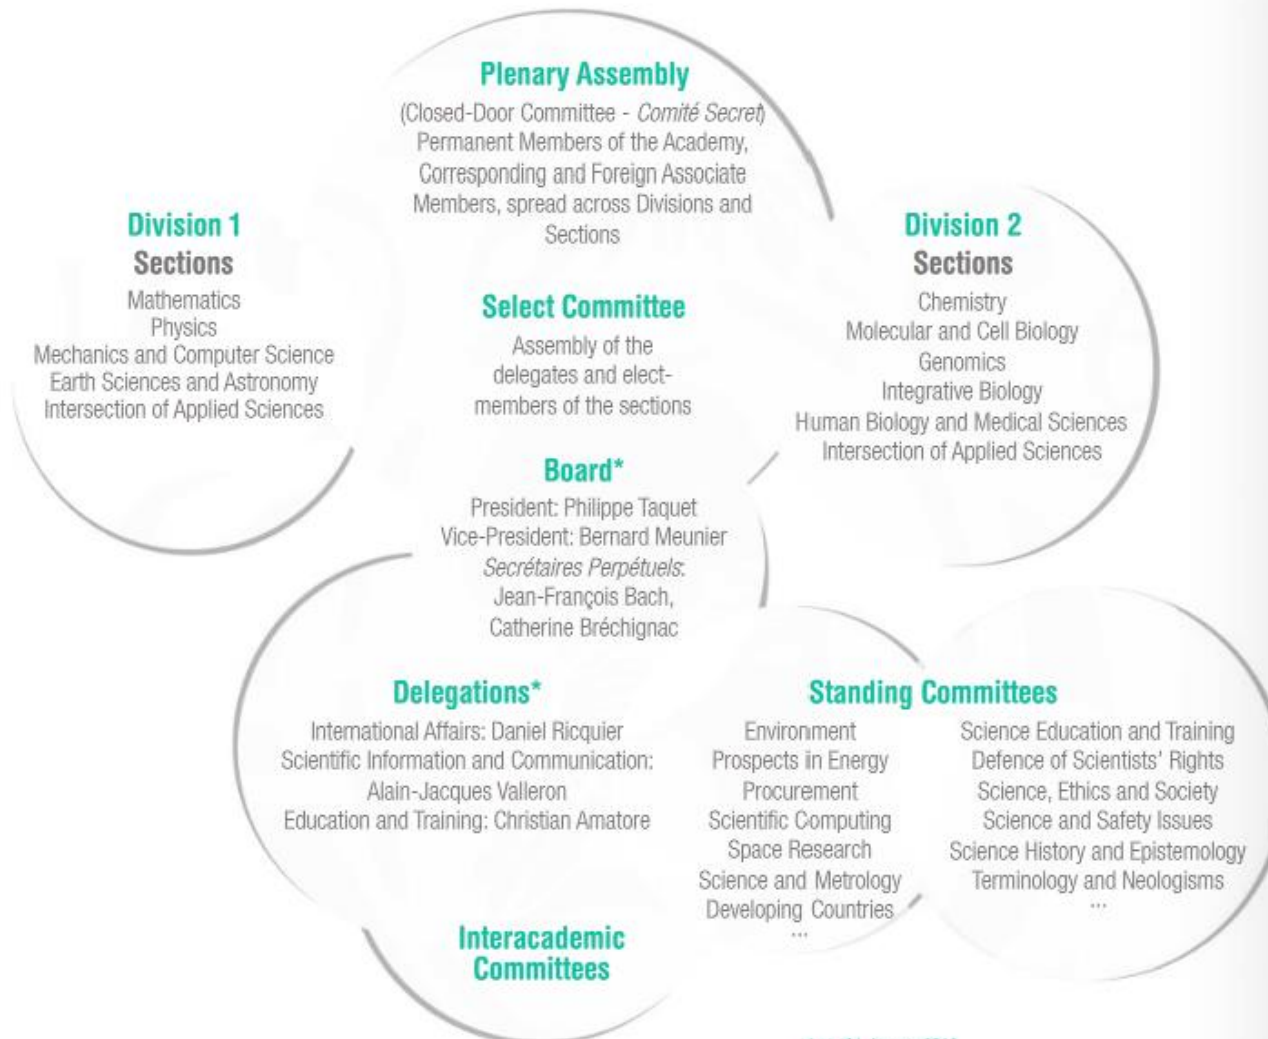 Plenary Assembly
(Closed-Door Committee - Comité Secret)
Permanent Members of the Academy,
Corresponding and Foreign Associate
Members, spread across Divisions and
Sections
Division 1
Sections
Mathematics
Physics
Mechanics and Computer Science
Earth Sciences and Astronomy
Intersection of Applied Sciences
Select Committee
Assembly of the
delegates and elect-
members of the sections
Division 2
Sections
Chemistry
Molecular and Cell Biology
Genomics
Integrative Biology
Human Biology and Medical Sciences
Intersection of Applied Sciences
Board*
President: Philippe Taquet
Vice-President: Bernard Meunier
Secrétaires Perpétuels:
Jean-François Bach,
Catherine Bréchignac
Delegations*
International Affairs: Daniel Ricquier
Scientific Information and Communication:
Alain-Jacques Valleron
Education and Training: Christian Amatore
Standing Committees
Environment
Prospects in Energy
Procurement
Scientific Computing
Space Research
Science and Metrology
Developing Countries
...
Science Education and Training
Defence of Scientists' Rights
Science, Ethics and Society
Science and Safety Issues
Science History and Epistemology
Terminology and Neologisms
...
Interacademic
Committees